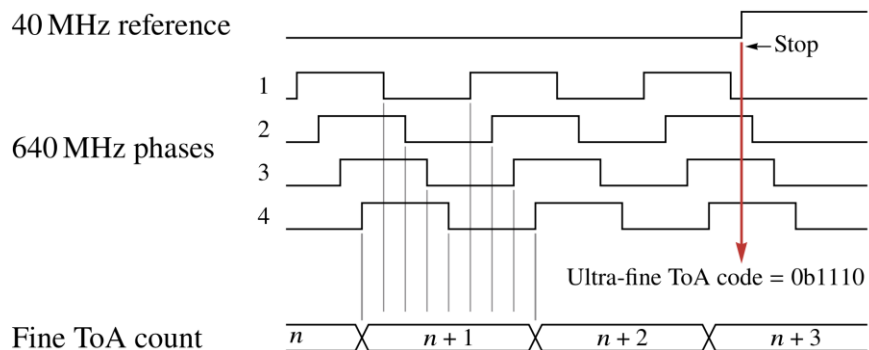 40 MHz reference
Stop
1
2
640 MHz phases
3
4
Ultra-fine ToA code = 0b1110
Fine ToA count n n + 1 n + 2 n + 3